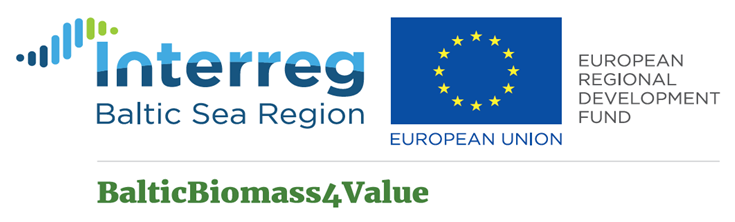 Interreg
Baltic Sea Region
EUROPEAN UNION
EUROPEAN
REGIONAL
DEVELOPMENT
FUND
BalticBiomass4Value